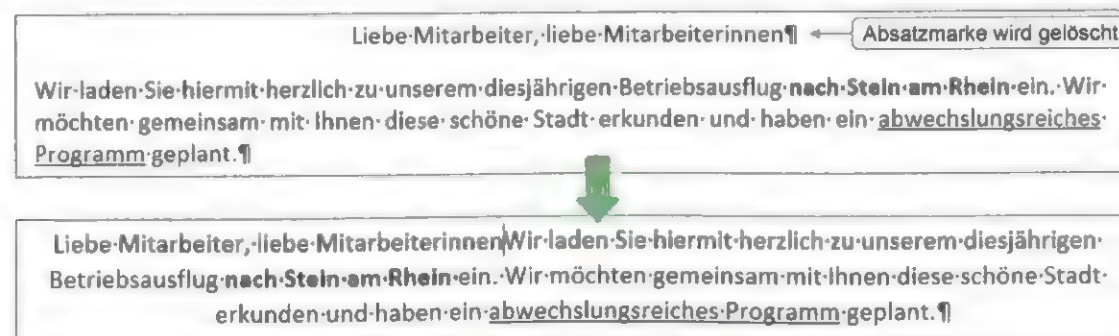 Liebe·Mitarbeiter,·liebe·Mitarbeiterinnen¶ Absatzmarke wird gelöscht
Wir·laden·Sie·hiermit·herzlich·zu·unserem·diesjährigen·Betriebsausflug·nach·Stein·am·Rhein·ein.·Wir·
möchten·gemeinsam·mit·Ihnen·diese·schöne·Stadt·erkunden·und·haben·ein·abwechslungsreiches·
Programm·geplant.¶
Liebe·Mitarbeiter,·liebe·MitarbeiterinnenWir·laden·Sie·hiermit·herzlich·zu·unserem·diesjährigen·
Betriebsausflug·nach·Stein·am·Rhein·ein.·Wir·möchten·gemeinsam·mit·Ihnen·diese·schöne·Stadt·
erkunden·und·haben·ein·abwechslungsreiches·Programm·geplant.¶